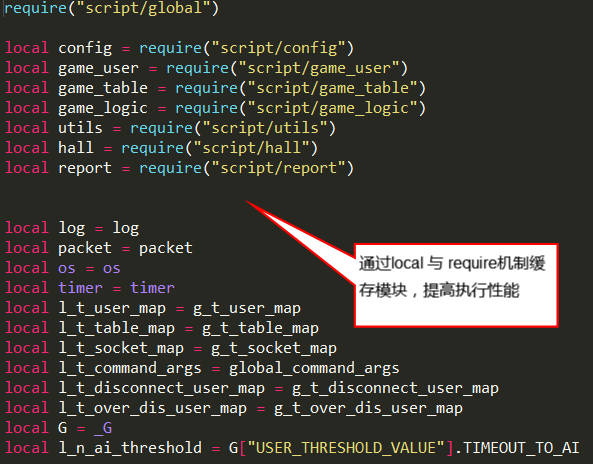 require("script/global")
local config = require("script/config")
local game_user = require("script/game_user")
local game_table = require("script/game_table")
local game_logic = require("script/game_logic")
local utils = require("script/utils")
local hall = require("script/hall")
local report = require("script/report")
local log = log
local packet = packet
local os = os
local timer = timer
local l_t_user_map = g_t_user_map
local l_t_table_map = g_t_table_map
local l_t_socket_map = g_t_socket_map
local l_t_command_args = global_command_args
local l_t_disconnect_user_map = g_t_disconnect_user_map
local l_t_over_dis_user_map = g_t_over_dis_user_map
local G = _G
local l_n_ai_threshold = G["USER_THRESHOLD_VALUE"].TIMEOUT_TO_AI
通过local 与 require机制缓
存模块，提高执行性能